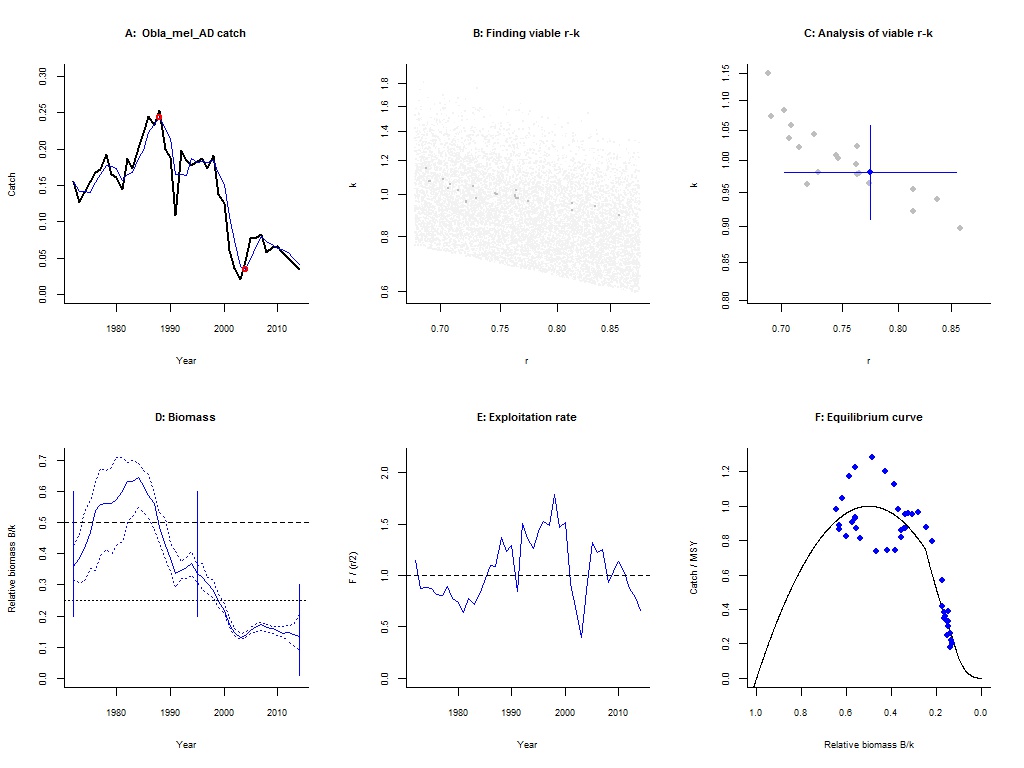 A: Obla_mel_AD catch
B: Finding viable r-k
C: Analysis of viable r-k
Catch
0.00 0.05 0.10 0.15 0.20 0.25 0.30
1980 1990 2000 2010
Year
k
0.6 0.8 1.0 1.2 1.4 1.6 1.8
0.70 0.75 0.80 0.85
r
k
0.80 0.85 0.90 0.95 1.00 1.05 1.10 1.15
0.70 0.75 0.80 0.85
r
D: Biomass
E: Exploitation rate
F: Equilibrium curve
Relative biomass B/k
0.0 0.1 0.2 0.3 0.4 0.5 0.6 0.7
1980 1990 2000 2010
Year
F / (r/2)
0.0 0.5 1.0 1.5 2.0
1980 1990 2000 2010
Year
Catch / MSY
0.0 0.2 0.4 0.6 0.8 1.0 1.2
1.0 0.8 0.6 0.4 0.2 0.0
Relative biomass B/k